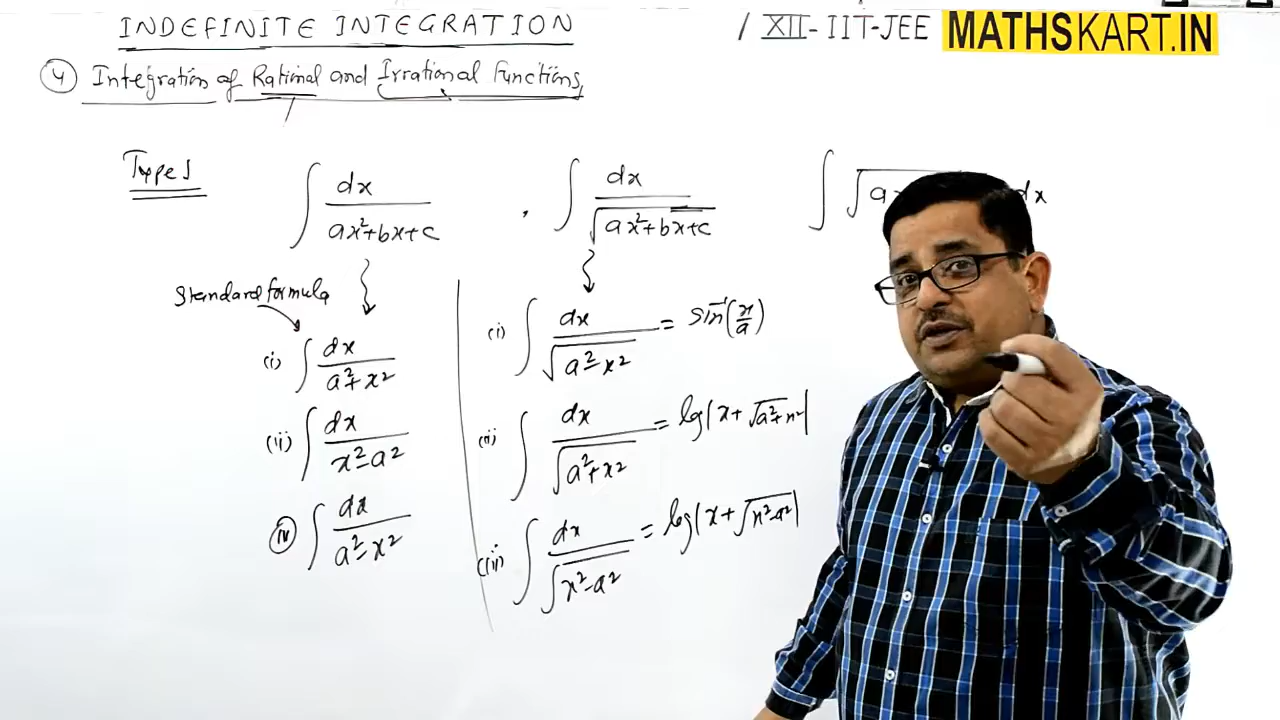 INDEFINITE INTEGRATION
/ XII - IIT-JEE
MATHSKART.IN
④ Integration of Rational and Irrational Functions,
Type 1
∫ dx / (ax²+bx+c)
, ∫ dx / √(ax²+bx+c)
∫ √(a dx
Standard formula
(i) ∫ dx / (a²+x²)
(ii) ∫ dx / (x²-a²)
(iv) ∫ dx / (a²-x²)
(i) ∫ dx / √(a²-x²) = sin⁻¹(x/a)
(ii) ∫ dx / √(a²+x²) = log|x + √(a²+x²)|
(iii) ∫ dx / √(x²-a²) = log|x + √(x²-a²)|